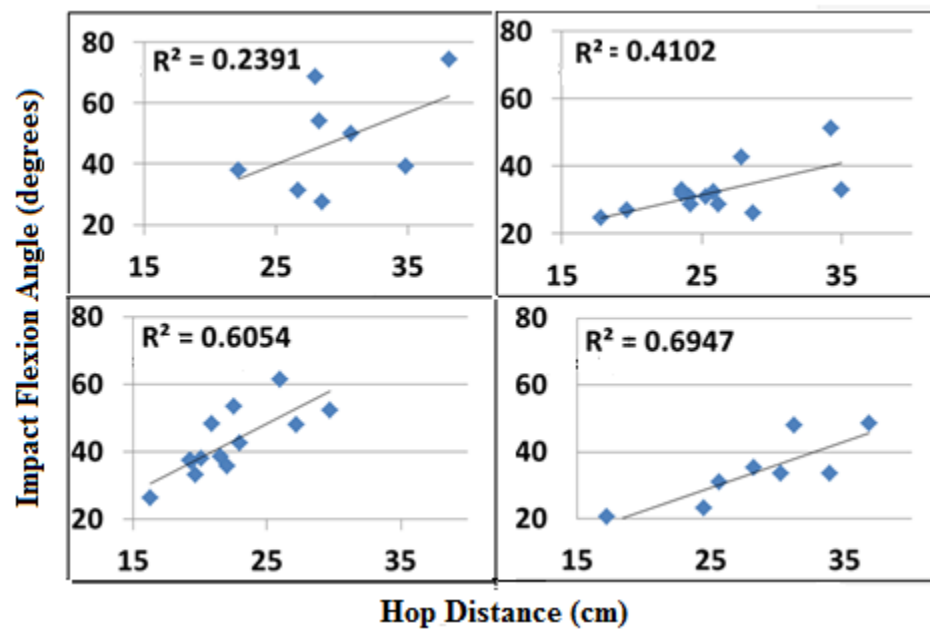 Impact Flexion Angle (degrees)
80
60
40
20
15 25 35
R² = 0.2391
80
60
40
20
15 25 35
R² = 0.4102
80
60
40
20
15 25 35
R² = 0.6054
80
60
40
20
15 25 35
R² = 0.6947
Hop Distance (cm)